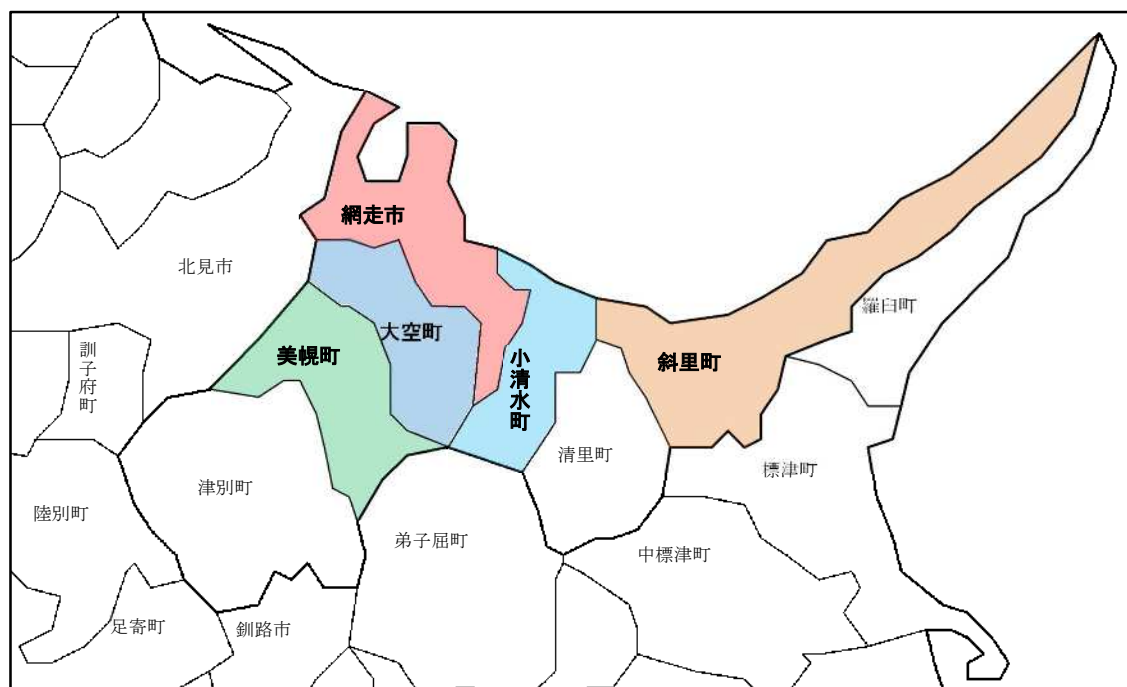 網走市
北見市
大空町
羅臼町
訓子府町
美幌町
小清水町
斜里町
清里町
標津町
津別町
陸別町
弟子屈町
中標津町
足寄町
釧路市